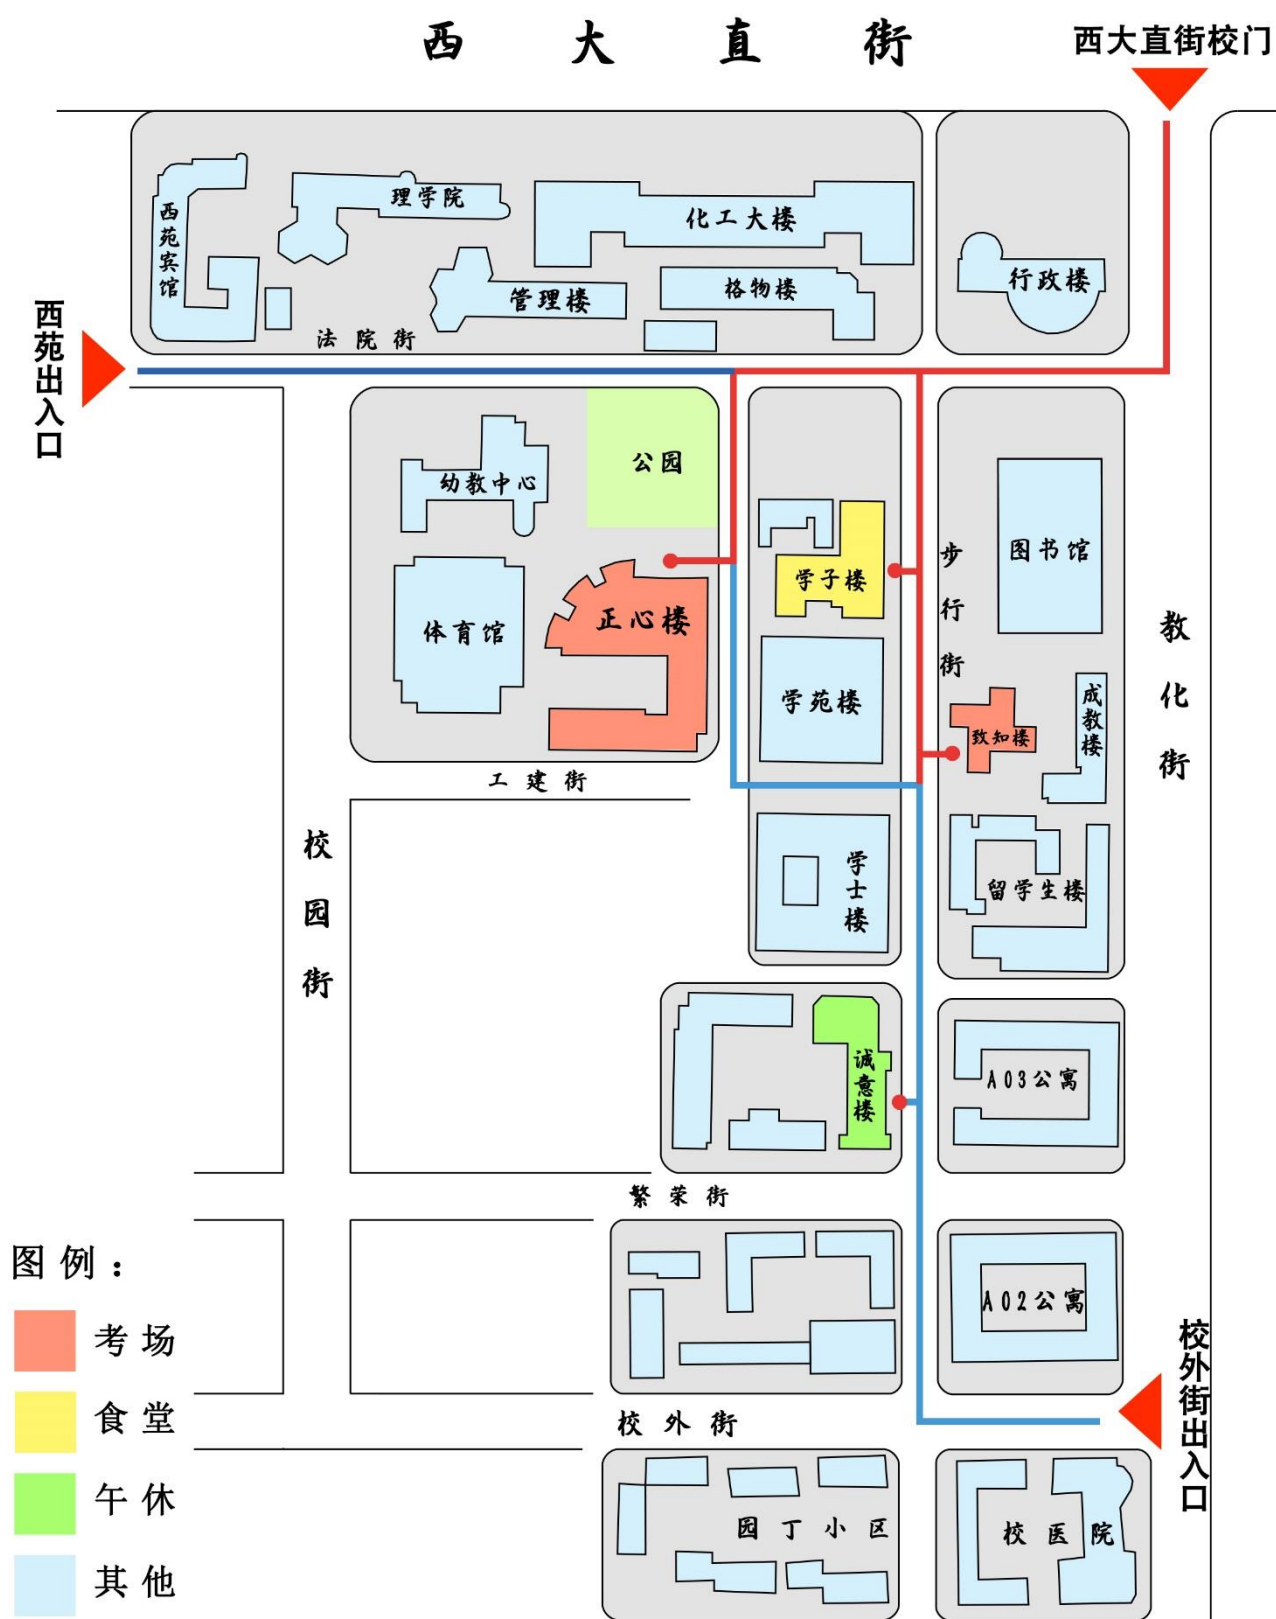 西大直街
西大直街校门
西苑宾馆
理学院
化工大楼
管理楼
格物楼
行政楼
法院街
西苑出入口
幼教中心
公园
体育馆
正心楼
学子楼
学苑楼
步行街
图书馆
致知楼
成教楼
教化街
工建街
校园街
学士楼
留学生楼
诚意楼
A03公寓
繁荣街
A02公寓
校外街出入口
校外街
园丁小区
校医院
图例：
考场
食堂
午休
其他